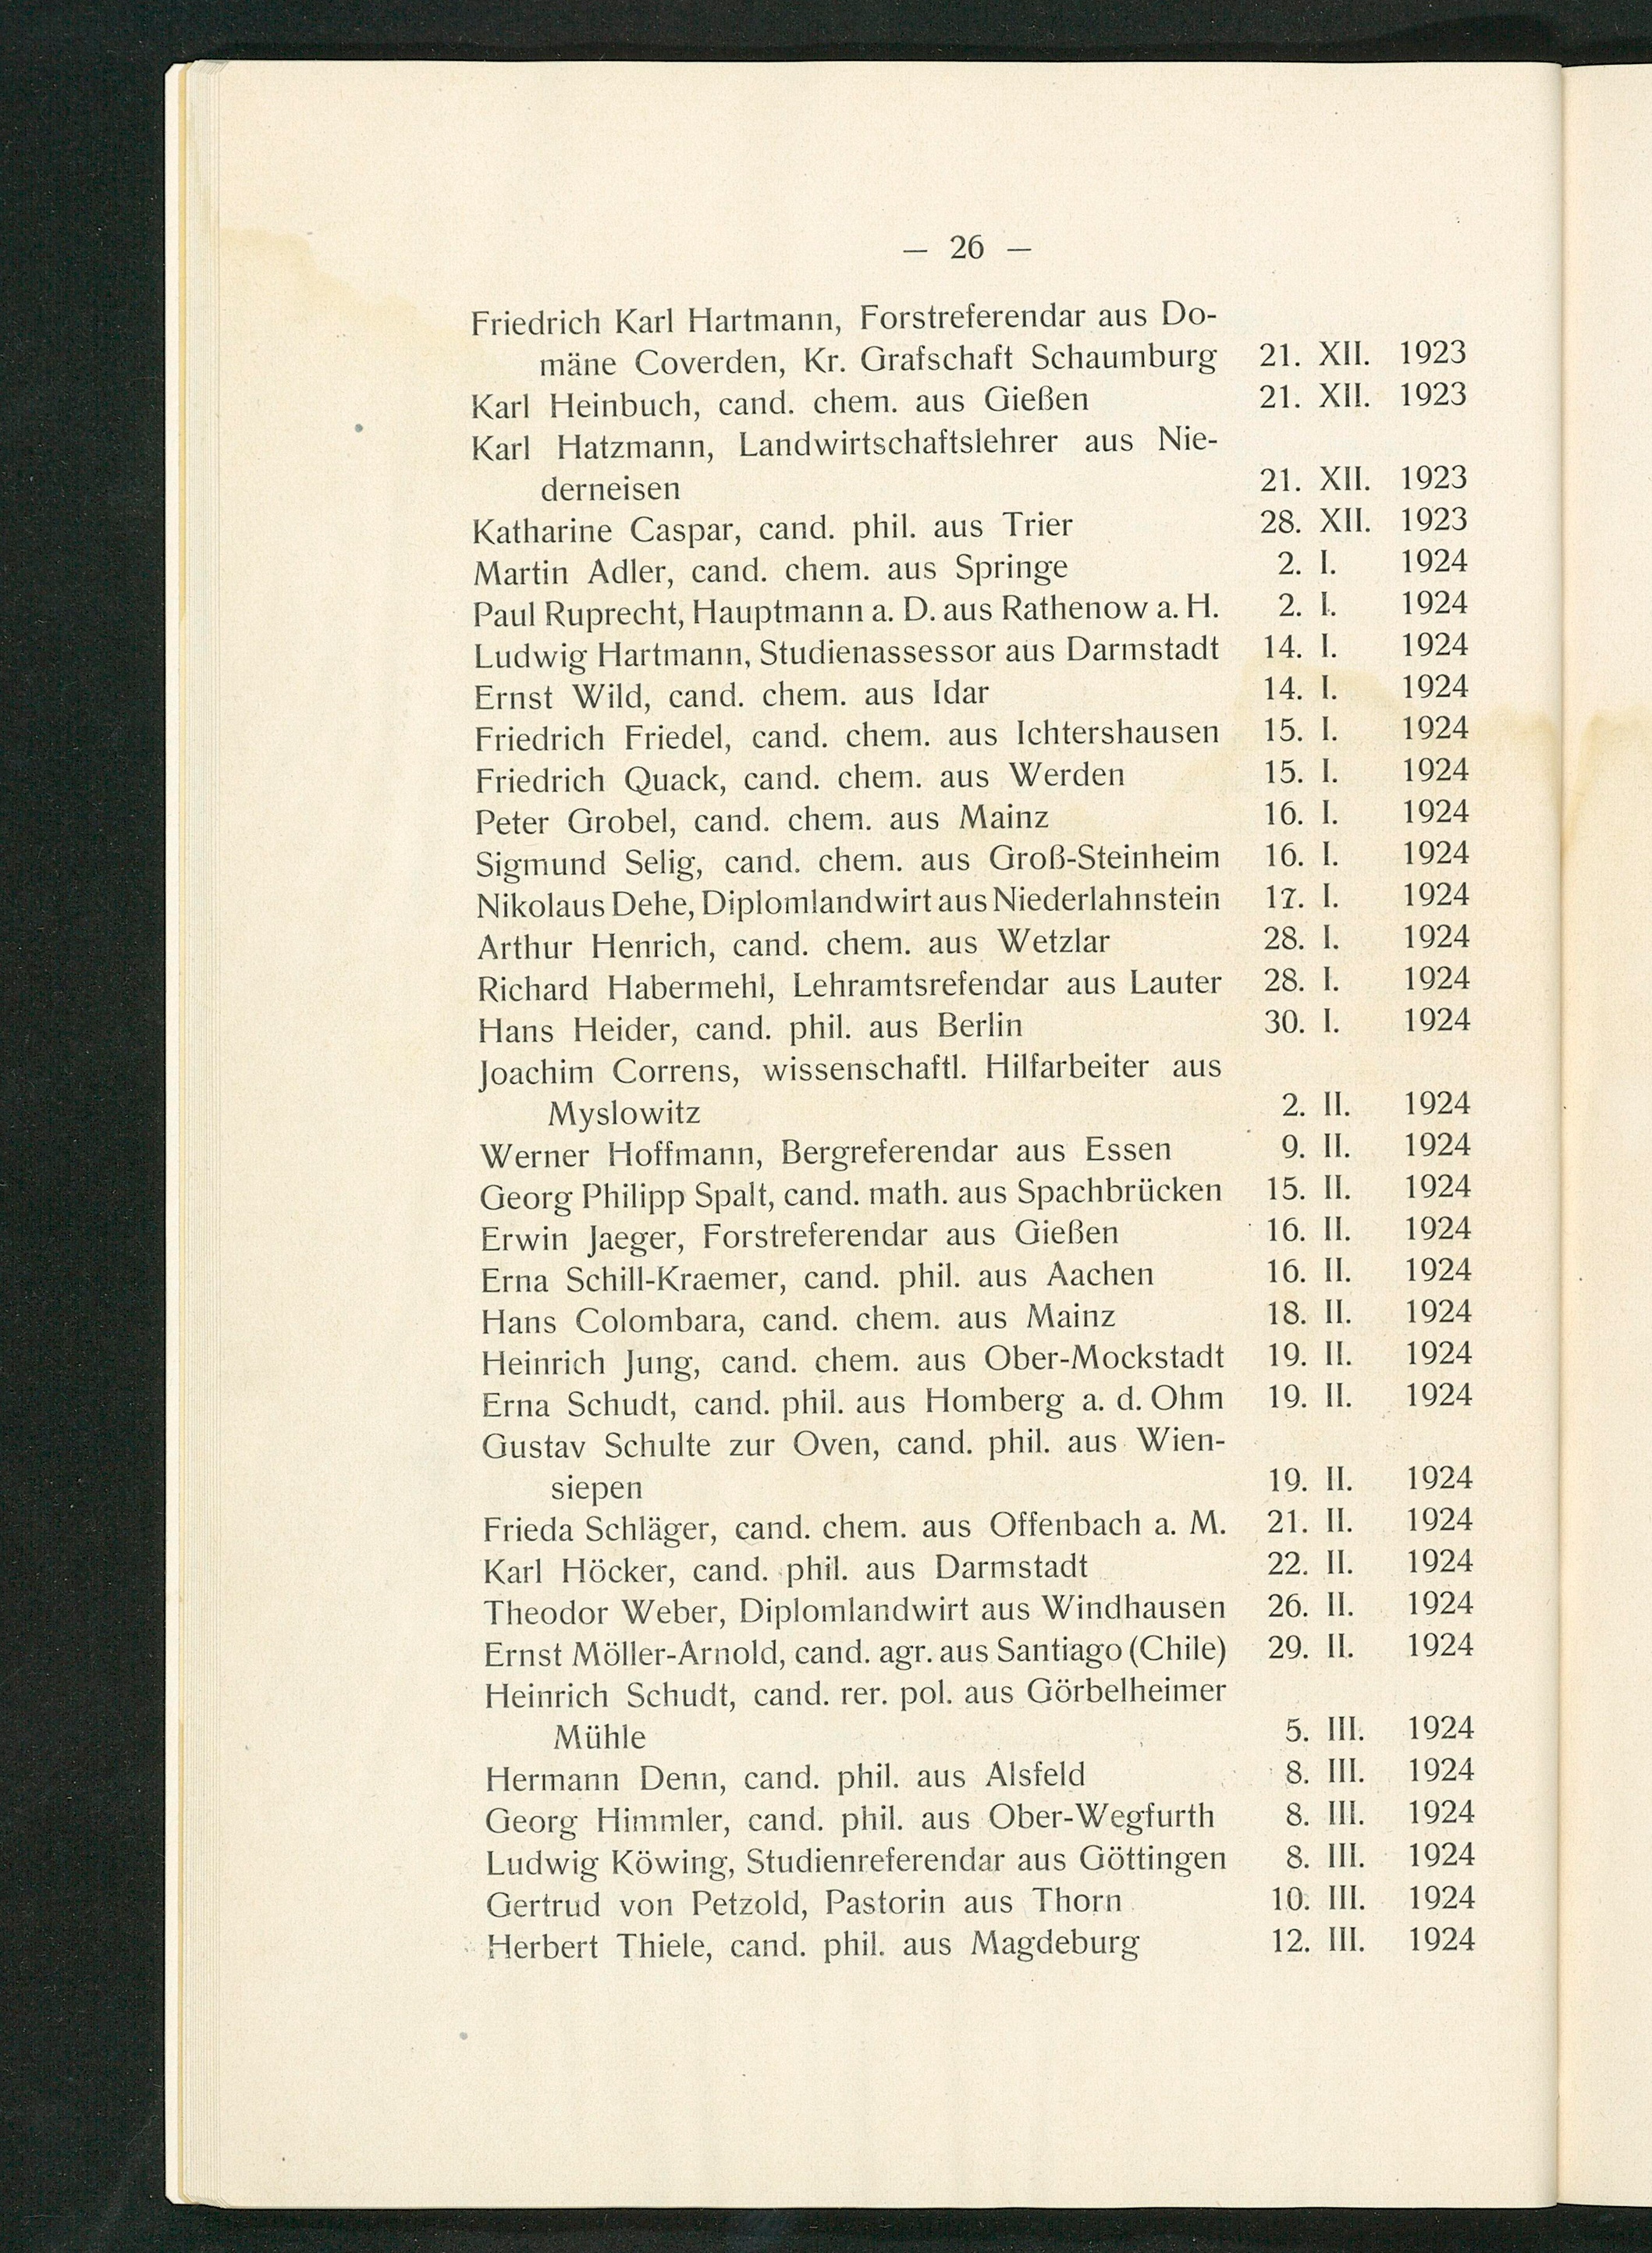 — 26 —
Friedrich Karl Hartmann, Forstreferendar aus Do-
mäne Coverden, Kr. Grafschaft Schaumburg 21. XII. 1923
Karl Heinbuch, cand. chem. aus Gießen 21. XII. 1923
Karl Hatzmann, Landwirtschaftslehrer aus Nie-
derneisen 21. XII. 1923
Katharine Caspar, cand. phil. aus Trier 28. XII. 1923
Martin Adler, cand. chem. aus Springe 2. I. 1924
Paul Ruprecht, Hauptmann a. D. aus Rathenow a. H. 2. I. 1924
Ludwig Hartmann, Studienassessor aus Darmstadt 14. I. 1924
Ernst Wild, cand. chem. aus Idar 14. I. 1924
Friedrich Friedel, cand. chem. aus Ichtershausen 15. I. 1924
Friedrich Quack, cand. chem. aus Werden 15. I. 1924
Peter Grobel, cand. chem. aus Mainz 16. I. 1924
Sigmund Selig, cand. chem. aus Groß-Steinheim 16. I. 1924
Nikolaus Dehe, Diplomlandwirt aus Niederlahnstein 17. I. 1924
Arthur Henrich, cand. chem. aus Wetzlar 28. I. 1924
Richard Habermehl, Lehramtsrefendar aus Lauter 28. I. 1924
Hans Heider, cand. phil. aus Berlin 30. I. 1924
Joachim Correns, wissenschaftl. Hilfarbeiter aus
Myslowitz 2. II. 1924
Werner Hoffmann, Bergreferendar aus Essen 9. II. 1924
Georg Philipp Spalt, cand. math. aus Spachbrücken 15. II. 1924
Erwin Jaeger, Forstreferendar aus Gießen 16. II. 1924
Erna Schill-Kraemer, cand. phil. aus Aachen 16. II. 1924
Hans Colombara, cand. chem. aus Mainz 18. II. 1924
Heinrich Jung, cand. chem. aus Ober-Mockstadt 19. II. 1924
Erna Schudt, cand. phil. aus Homberg a. d. Ohm 19. II. 1924
Gustav Schulte zur Oven, cand. phil. aus Wien-
siepen 19. II. 1924
Frieda Schläger, cand. chem. aus Offenbach a. M. 21. II. 1924
Karl Höcker, cand. phil. aus Darmstadt 22. II. 1924
Theodor Weber, Diplomlandwirt aus Windhausen 26. II. 1924
Ernst Möller-Arnold, cand. agr. aus Santiago (Chile) 29. II. 1924
Heinrich Schudt, cand. rer. pol. aus Görbelheimer
Mühle 5. III. 1924
Hermann Denn, cand. phil. aus Alsfeld 8. III. 1924
Georg Himmler, cand. phil. aus Ober-Wegfurth 8. III. 1924
Ludwig Köwing, Studienreferendar aus Göttingen 8. III. 1924
Gertrud von Petzold, Pastorin aus Thorn 10. III. 1924
Herbert Thiele, cand. phil. aus Magdeburg 12. III. 1924